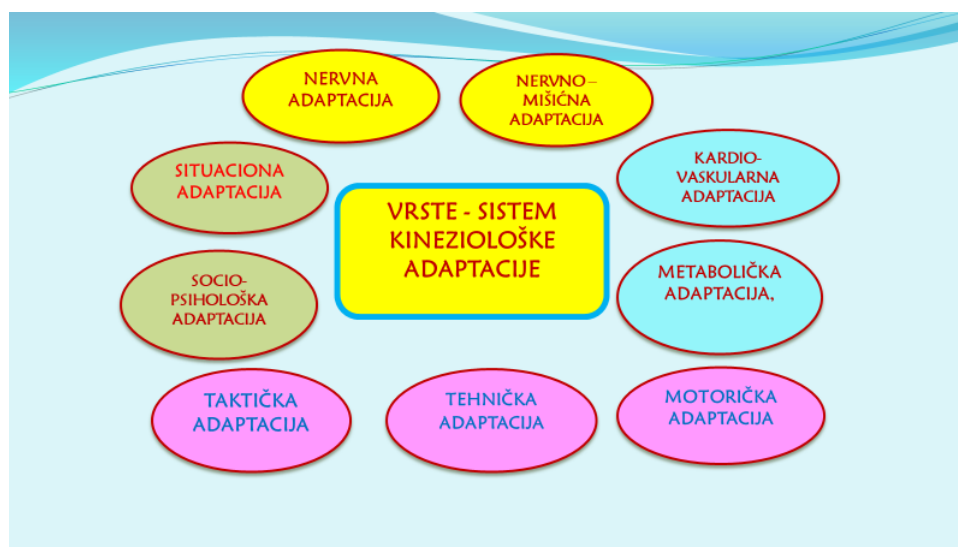 NERVNA
ADAPTACIJA
NERVNO –
MIŠIĆNA
ADAPTACIJA
SITUACIONA
ADAPTACIJA
KARDIO-
VASKULARNA
ADAPTACIJA
VRSTE - SISTEM
KINEZIOLOŠKE
ADAPTACIJE
SOCIO-
PSIHOLOŠKA
ADAPTACIJA
METABOLIČKA
ADAPTACIJA,
TAKTIČKA
ADAPTACIJA
TEHNIČKA
ADAPTACIJA
MOTORIČKA
ADAPTACIJA